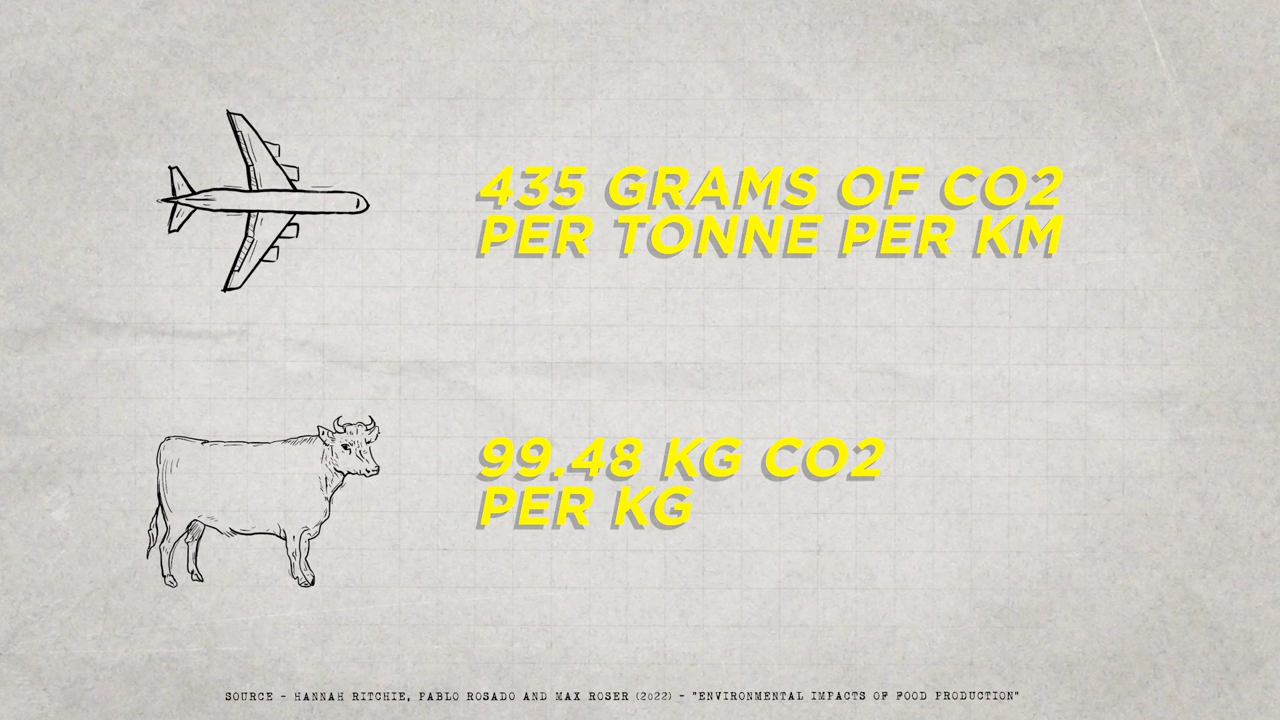 435 GRAMS OF CO2
PER TONNE PER KM
99.48 KG CO2
PER KG
SOURCE - HANNAH RITCHIE, PABLO ROSADO AND MAX ROSER (2022) - "ENVIRONMENTAL IMPACTS OF FOOD PRODUCTION"